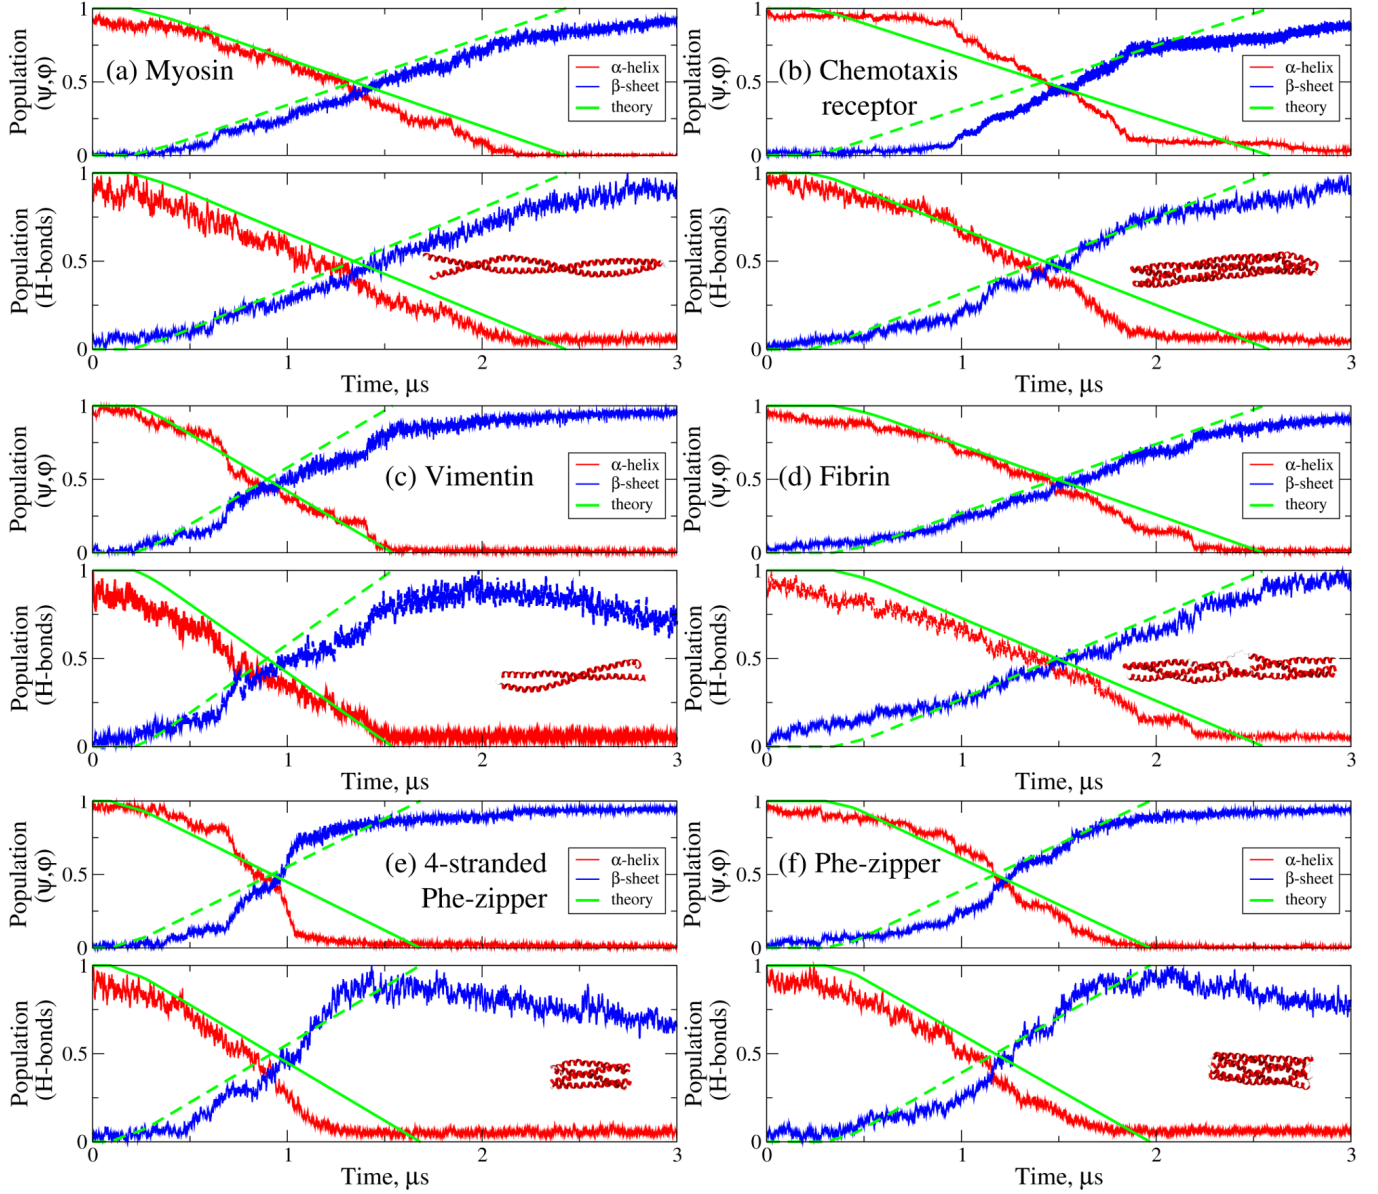 Population
(ψ,φ)
1
0.5
0
(a) Myosin
α-helix
β-sheet
theory
Population
(H-bonds)
1
0.5
0
0
1
2
3
Time, μs
Population
(ψ,φ)
1
0.5
0
(b) Chemotaxis
receptor
α-helix
β-sheet
theory
Population
(H-bonds)
1
0.5
0
0
1
2
3
Time, μs
Population
(ψ,φ)
1
0.5
0
(c) Vimentin
α-helix
β-sheet
theory
Population
(H-bonds)
1
0.5
0
0
1
2
3
Time, μs
Population
(ψ,φ)
1
0.5
0
(d) Fibrin
α-helix
β-sheet
theory
Population
(H-bonds)
1
0.5
0
0
1
2
3
Time, μs
Population
(ψ,φ)
1
0.5
0
(e) 4-stranded
Phe-zipper
α-helix
β-sheet
theory
Population
(H-bonds)
1
0.5
0
0
1
2
3
Time, μs
Population
(ψ,φ)
1
0.5
0
(f) Phe-zipper
α-helix
β-sheet
theory
Population
(H-bonds)
1
0.5
0
0
1
2
3
Time, μs